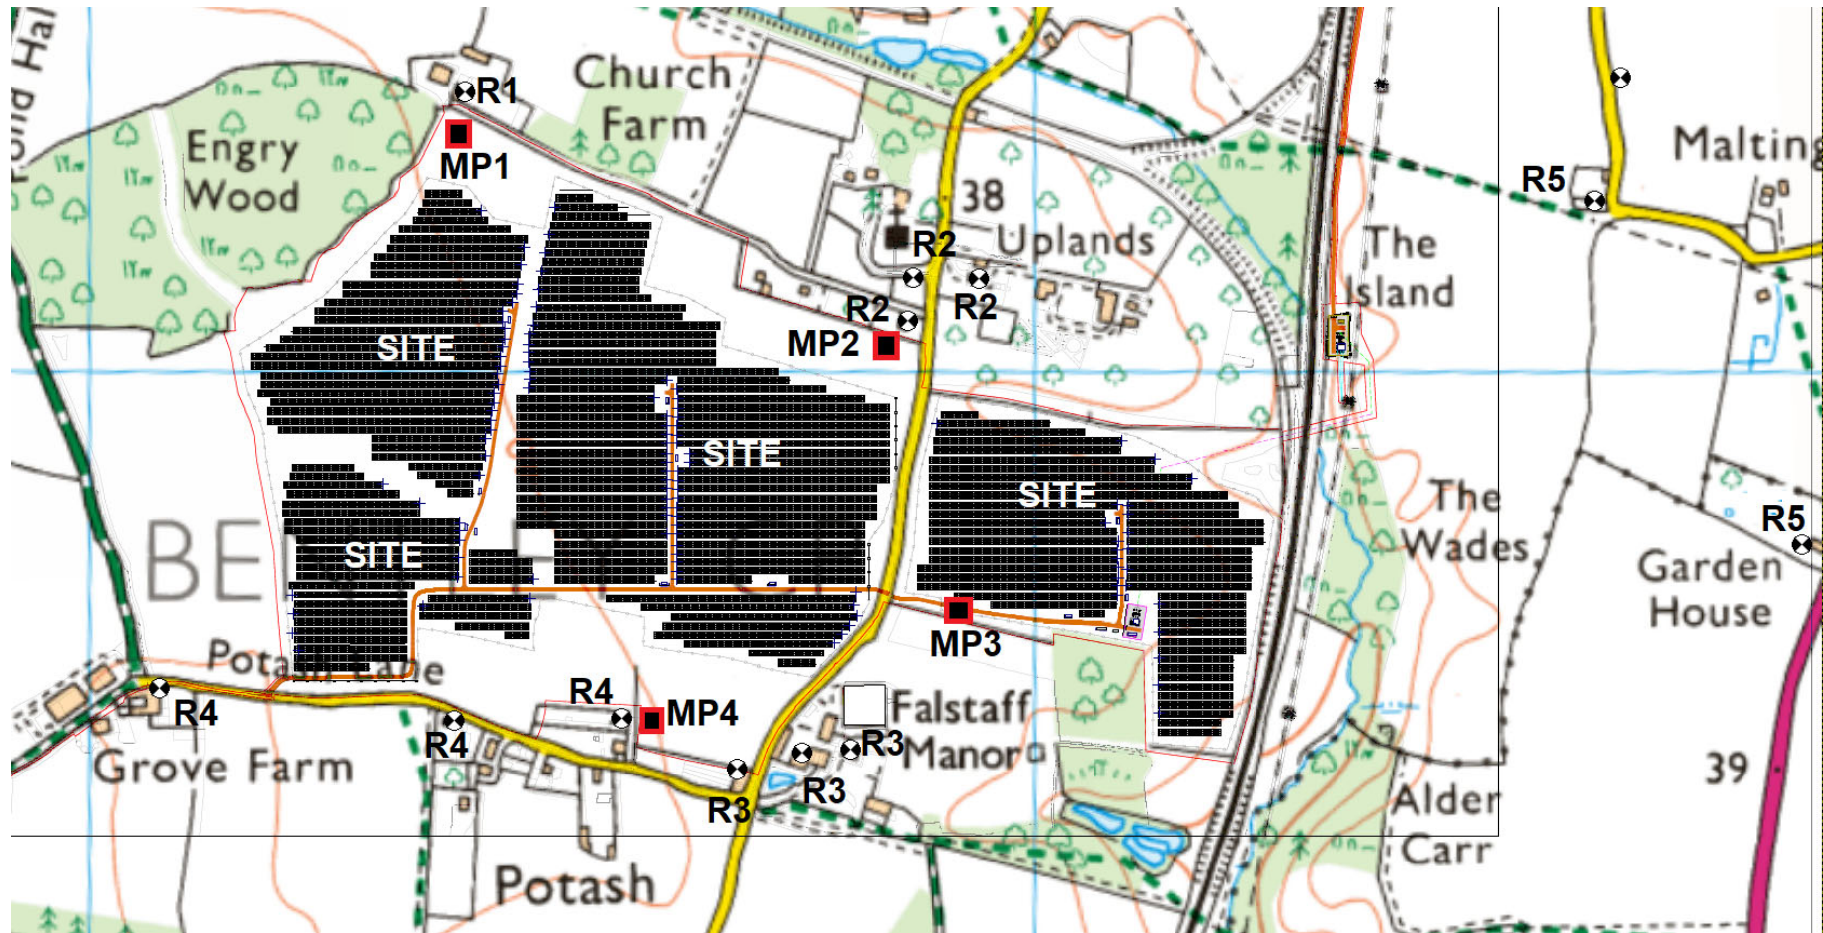 R1
Church
Farm
Engry
Wood
MP1
Malting
R5
38
Uplands
R2
The
Island
R2
R2
MP2
SITE
SITE
SITE
The
Wades
R5
BE
SITE
Garden
House
MP3
R4
R4
MP4
Falstaff
Manor
R4
R3
Grove Farm
R3
R3
39
Alder
Carr
Potash